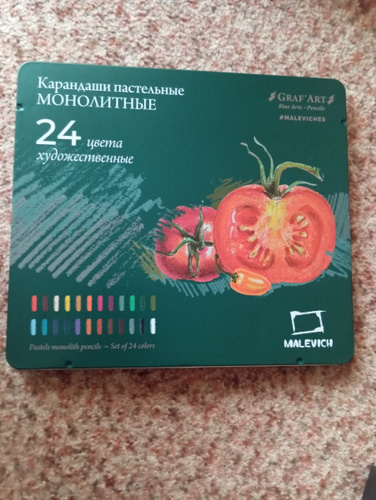 Карандаши пастельные
МОНОЛИТНЫЕ
24 цвета
художественные
GRAF'ART
Fine Arts – Pencils
#MALEVICHES
Pastels monolith pencils – Set of 24 colors
MALEVICH